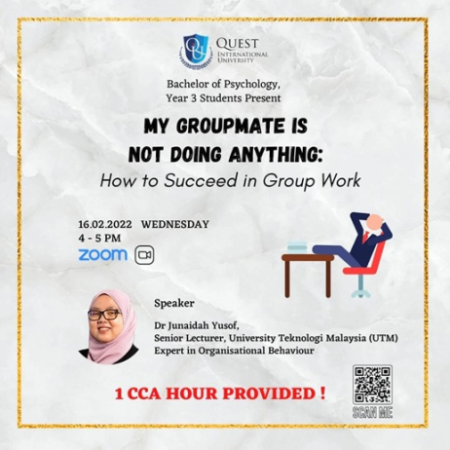 QU
QUEST
INTERNATIONAL
UNIVERSITY
Bachelor of Psychology,
Year 3 Students Present
MY GROUPMATE IS
NOT DOING ANYTHING:
How to Succeed in Group Work
16.02.2022 WEDNESDAY
4 - 5 PM
zoom
Speaker
Dr Junaidah Yusof,
Senior Lecturer, University Teknologi Malaysia (UTM)
Expert in Organisational Behaviour
1 CCA HOUR PROVIDED !
SCAN ME